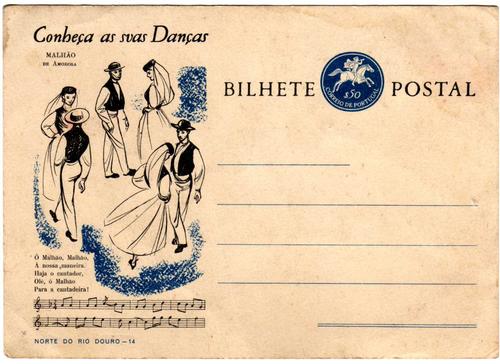 Conheça as suas Danças
MALHÃO
DE AMOROSA
BILHETE POSTAL
$50
CORREIO DE PORTUGAL
Ó Malhão, Malhão,
À nossa maneira.
Haja o cantador,
Olé, ó Malhão
Para a cantadeira!
NORTE DO RIO DOURO – 14